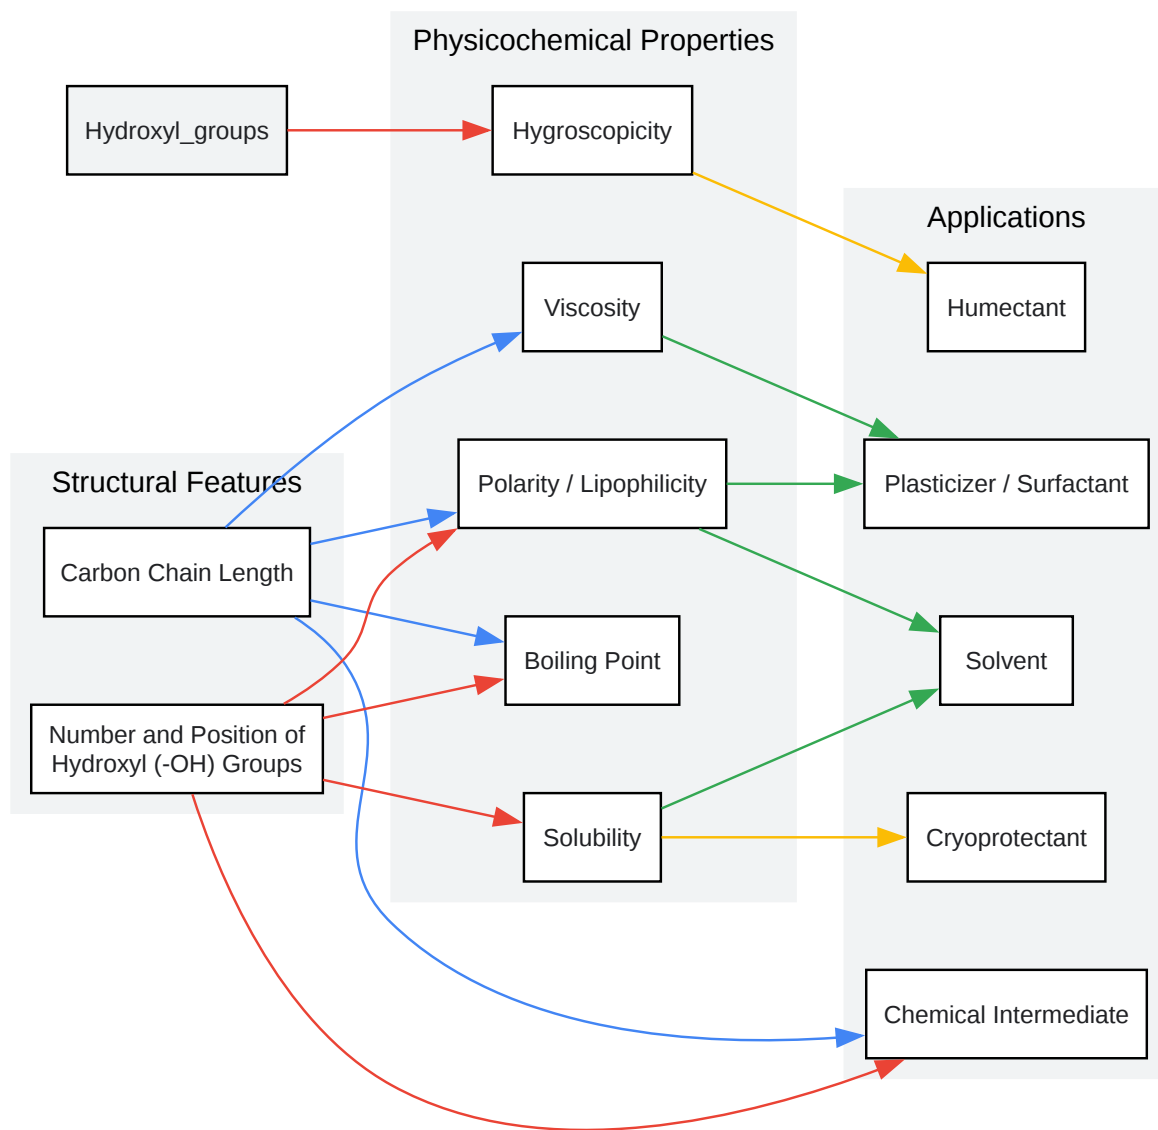 Physicochemical Properties
Hydroxyl_groups
Hygroscopicity
Applications
Viscosity
Humectant
Structural Features
Polarity / Lipophilicity
Plasticizer / Surfactant
Carbon Chain Length
Boiling Point
Solvent
Number and Position of
Hydroxyl (-OH) Groups
Solubility
Cryoprotectant
Chemical Intermediate